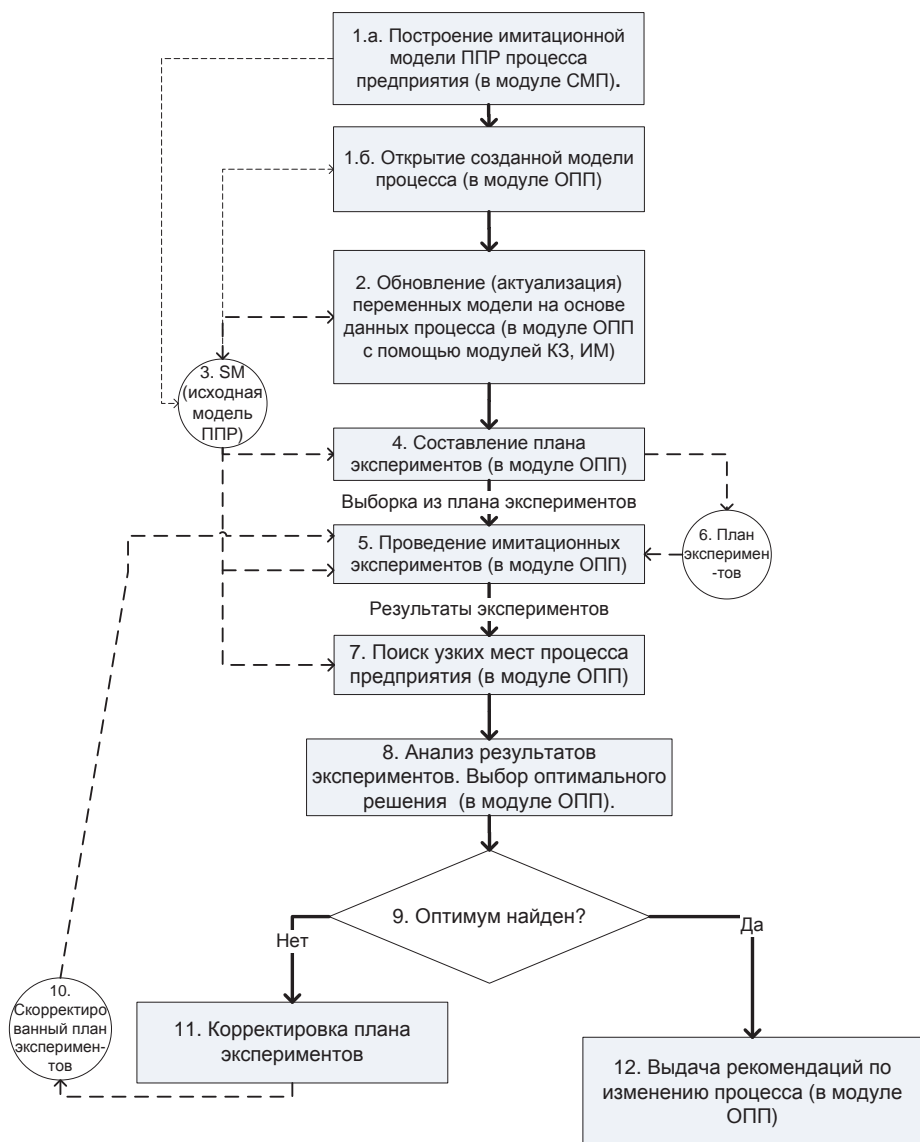 1.а. Построение имитационной
модели ППР процесса
предприятия (в модуле СМП).
1.б. Открытие созданной модели
процесса (в модуле ОПП)
2. Обновление (актуализация)
переменных модели на основе
данных процесса (в модуле ОПП
с помощью модулей КЗ, ИМ)
3. SM
(исходная
модель
ППР)
4. Составление плана
экспериментов (в модуле ОПП)
Выборка из плана экспериментов
5. Проведение имитационных
экспериментов (в модуле ОПП)
6. План
эксперимен
-тов
Результаты экспериментов
7. Поиск узких мест процесса
предприятия (в модуле ОПП)
8. Анализ результатов
экспериментов. Выбор оптимального
решения (в модуле ОПП).
9. Оптимум найден?
Нет
Да
10.
Скорректиро
ванный план
эксперимен-
тов
11. Корректировка плана
экспериментов
12. Выдача рекомендаций по
изменению процесса (в модуле
ОПП)